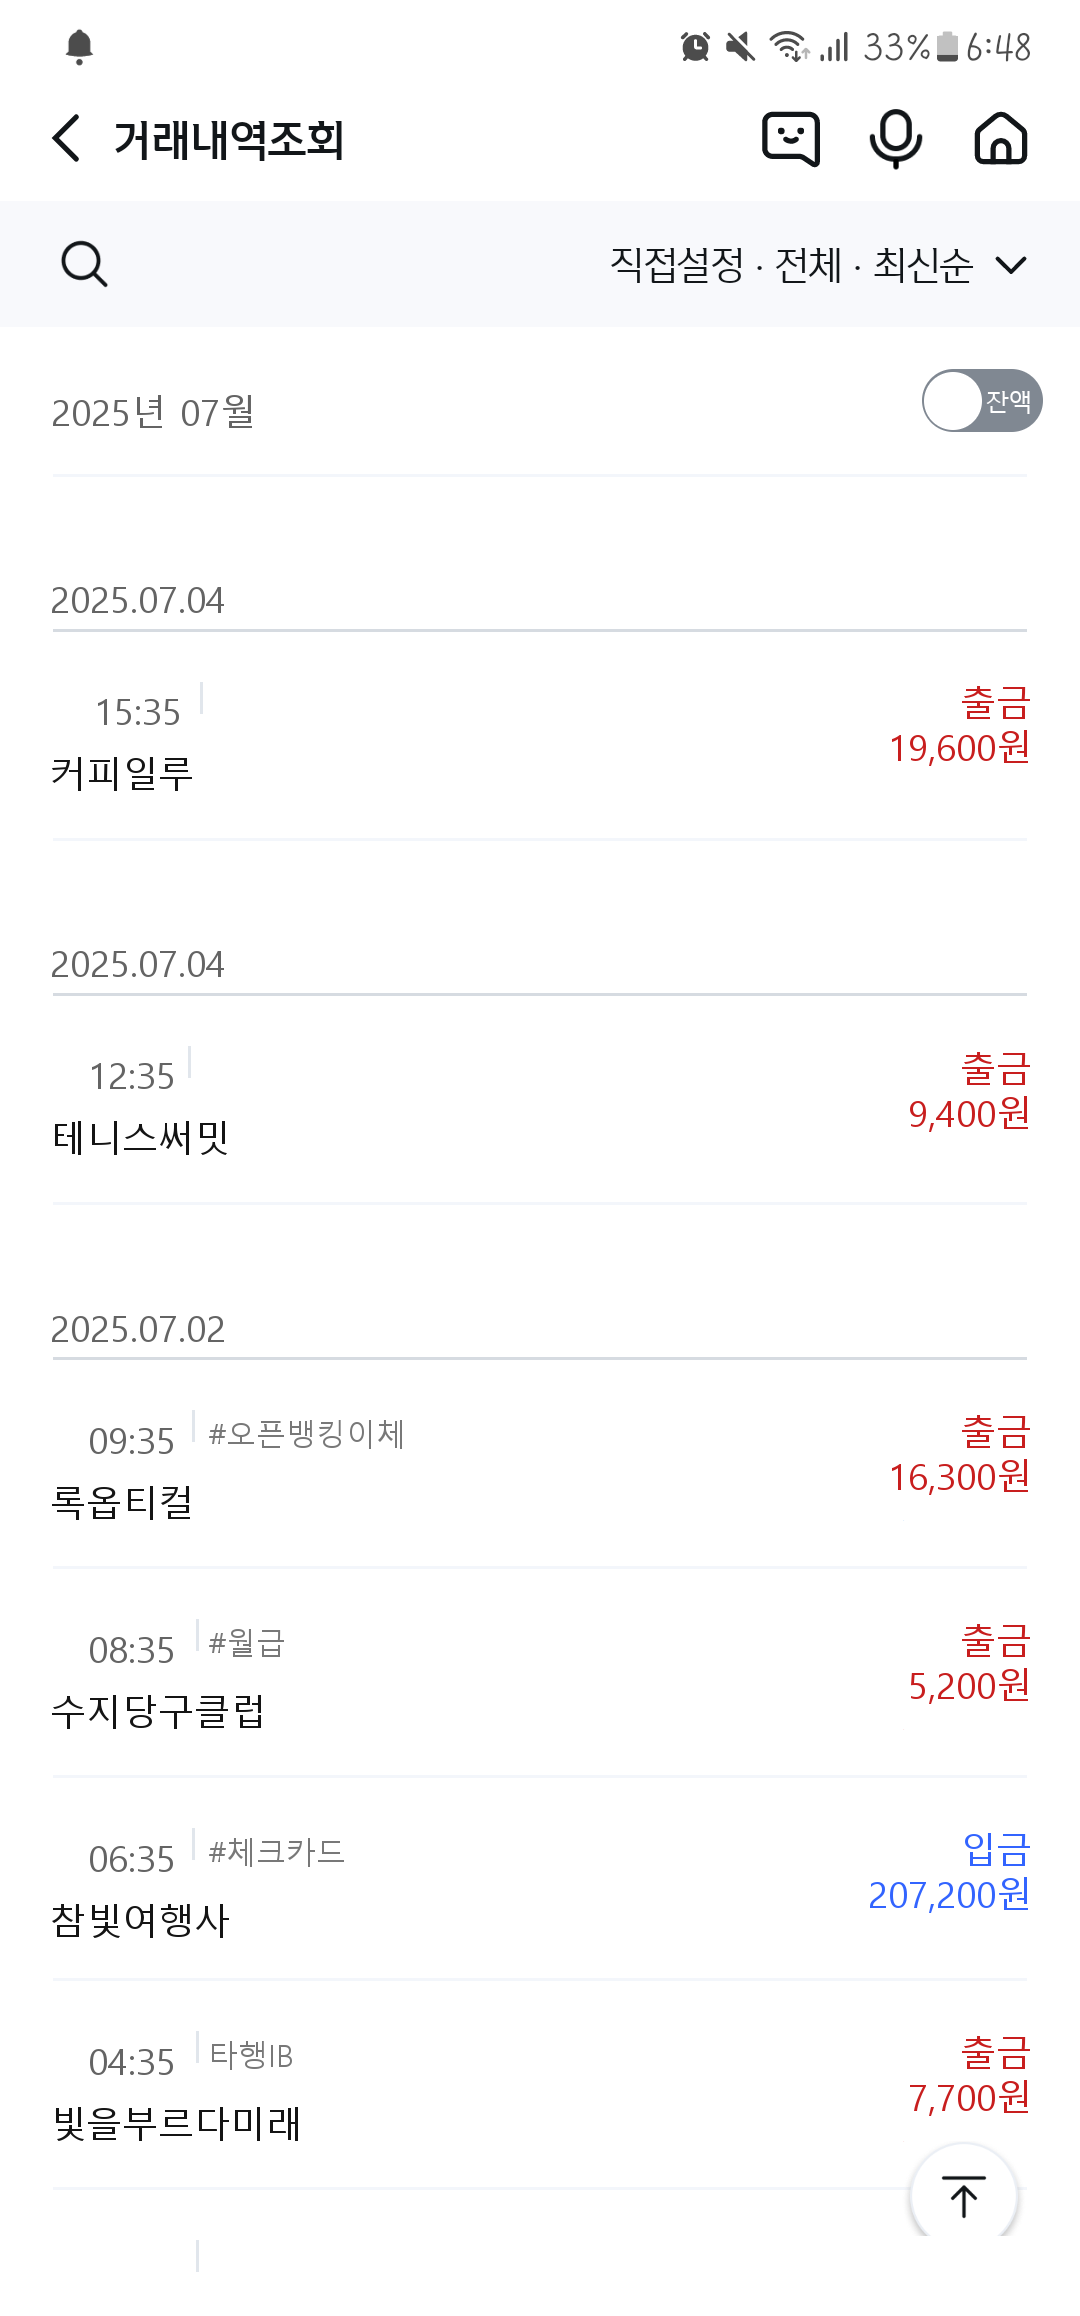 33% 6:48
거래내역조회
직접설정 · 전체 · 최신순
2025년 07월
잔액
2025.07.04
15:35
출금
커피일루
19,600원
2025.07.04
12:35
출금
테니스써밋
9,400원
2025.07.02
09:35 #오픈뱅킹이체
출금
록옵티컬
16,300원
08:35 #월급
출금
수지당구클럽
5,200원
06:35 #체크카드
입금
참빛여행사
207,200원
04:35 타행IB
출금
빛을부르다미래
7,700원